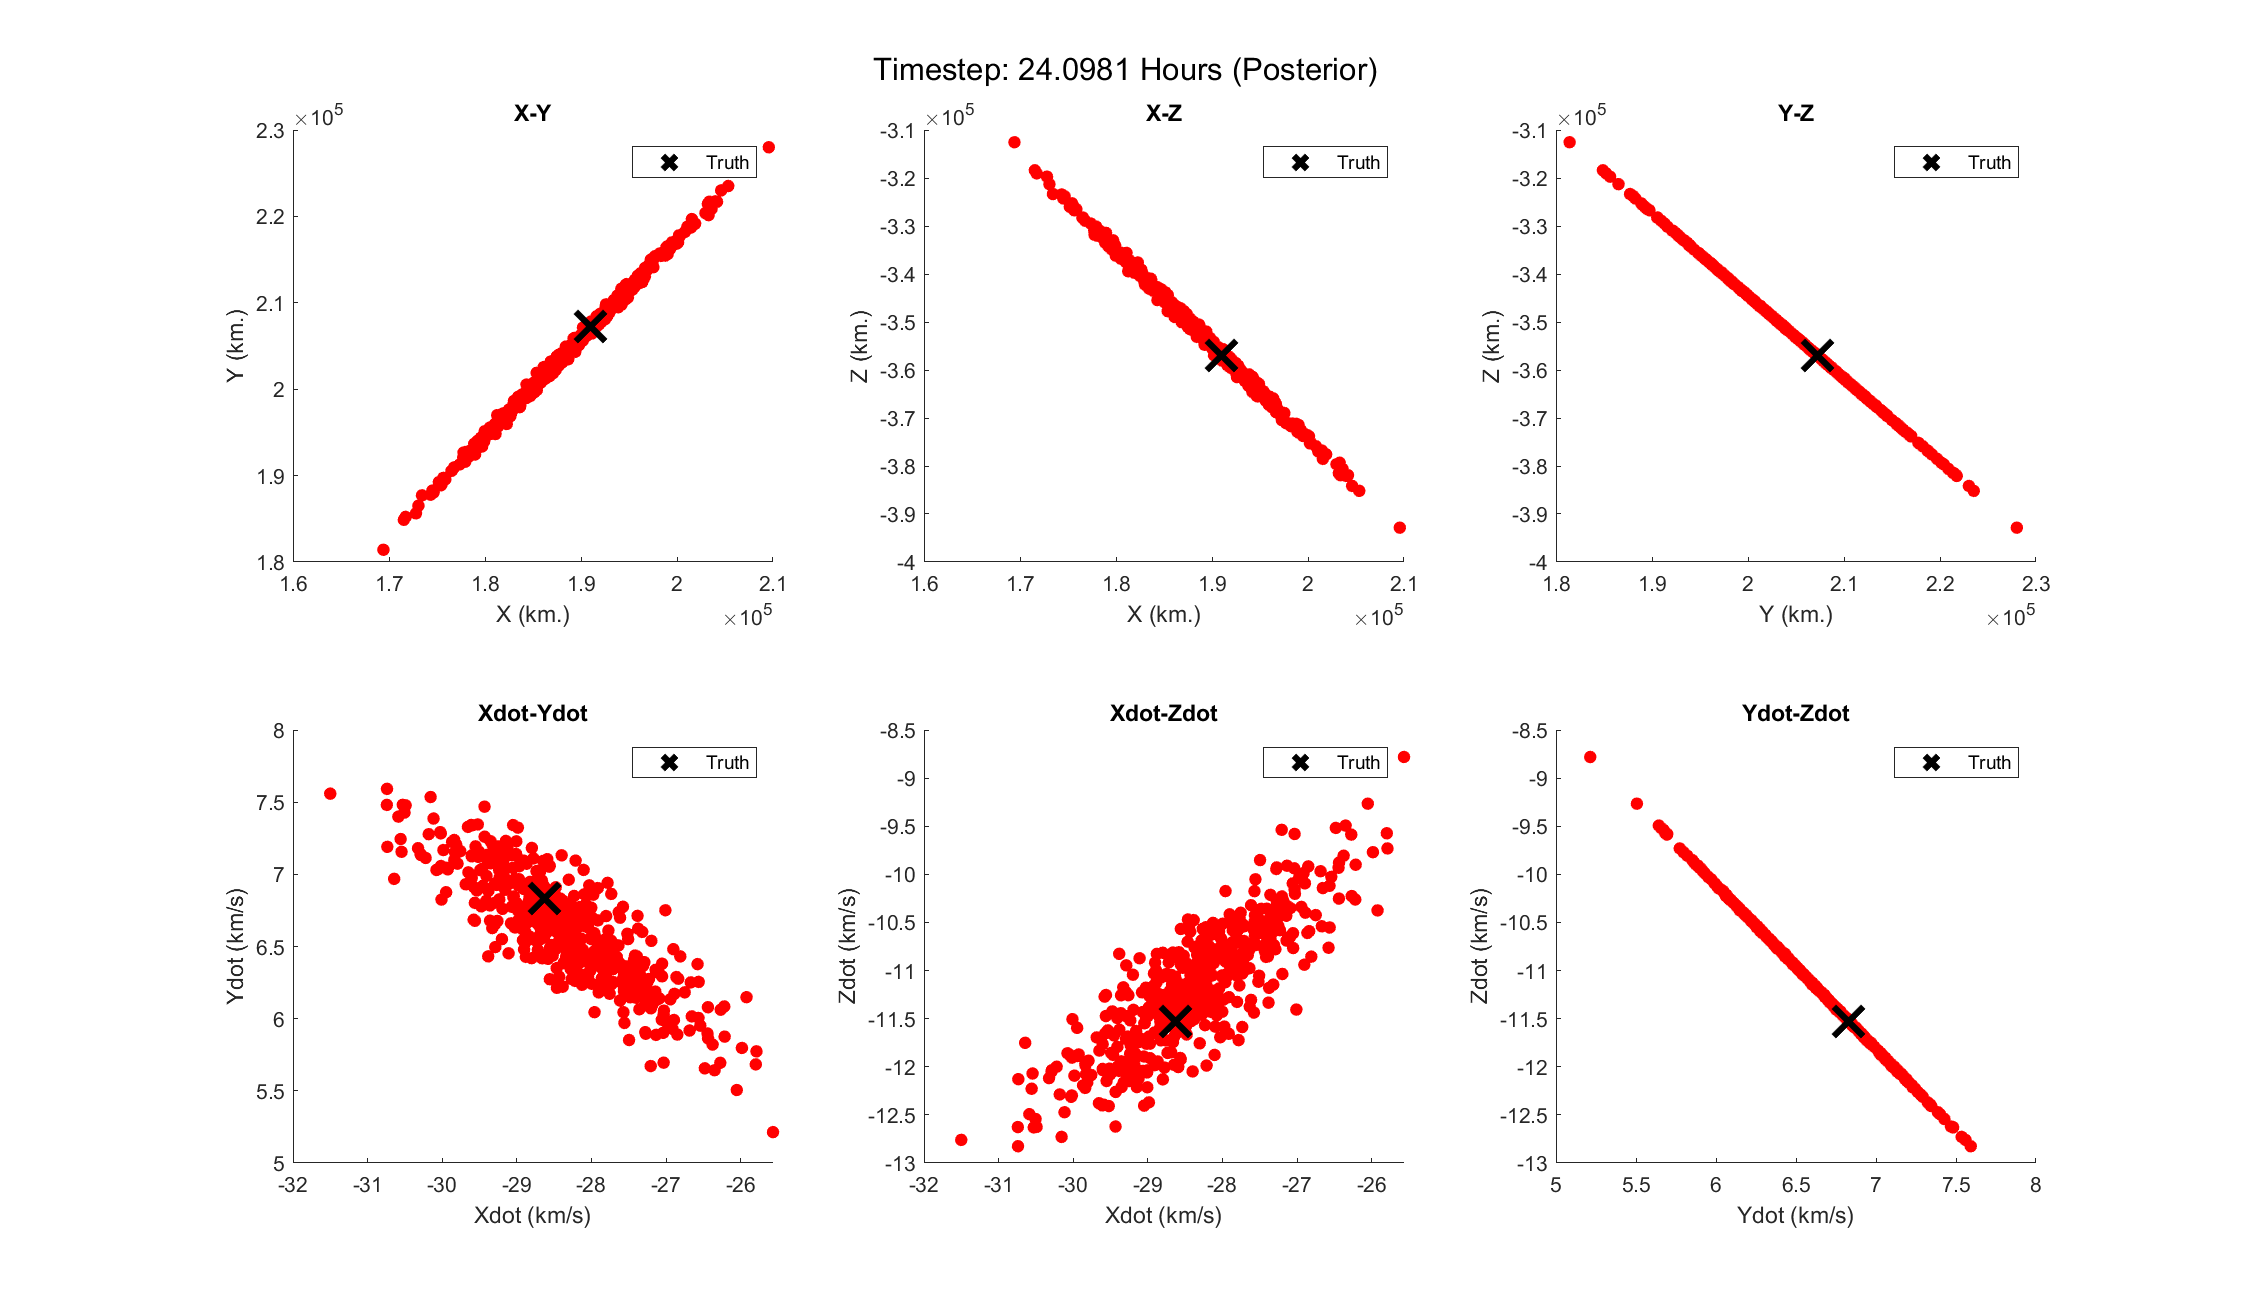 Timestep: 24.0981 Hours (Posterior)
X-Y
×10^5
2.3
2.2
2.1
2
1.9
1.8
Y (km.)
Truth
1.6 1.7 1.8 1.9 2 2.1
X (km.)
×10^5
X-Z
×10^5
-3.1
-3.2
-3.3
-3.4
-3.5
-3.6
-3.7
-3.8
-3.9
-4
Z (km.)
Truth
1.6 1.7 1.8 1.9 2 2.1
X (km.)
×10^5
Y-Z
×10^5
-3.1
-3.2
-3.3
-3.4
-3.5
-3.6
-3.7
-3.8
-3.9
-4
Z (km.)
Truth
1.8 1.9 2 2.1 2.2 2.3
Y (km.)
×10^5
Xdot-Ydot
8
7.5
7
6.5
6
5.5
5
Ydot (km/s)
Truth
-32 -31 -30 -29 -28 -27 -26
Xdot (km/s)
Xdot-Zdot
-8.5
-9
-9.5
-10
-10.5
-11
-11.5
-12
-12.5
-13
Zdot (km/s)
Truth
-32 -31 -30 -29 -28 -27 -26
Xdot (km/s)
Ydot-Zdot
-8.5
-9
-9.5
-10
-10.5
-11
-11.5
-12
-12.5
-13
Zdot (km/s)
Truth
5 5.5 6 6.5 7 7.5 8
Ydot (km/s)